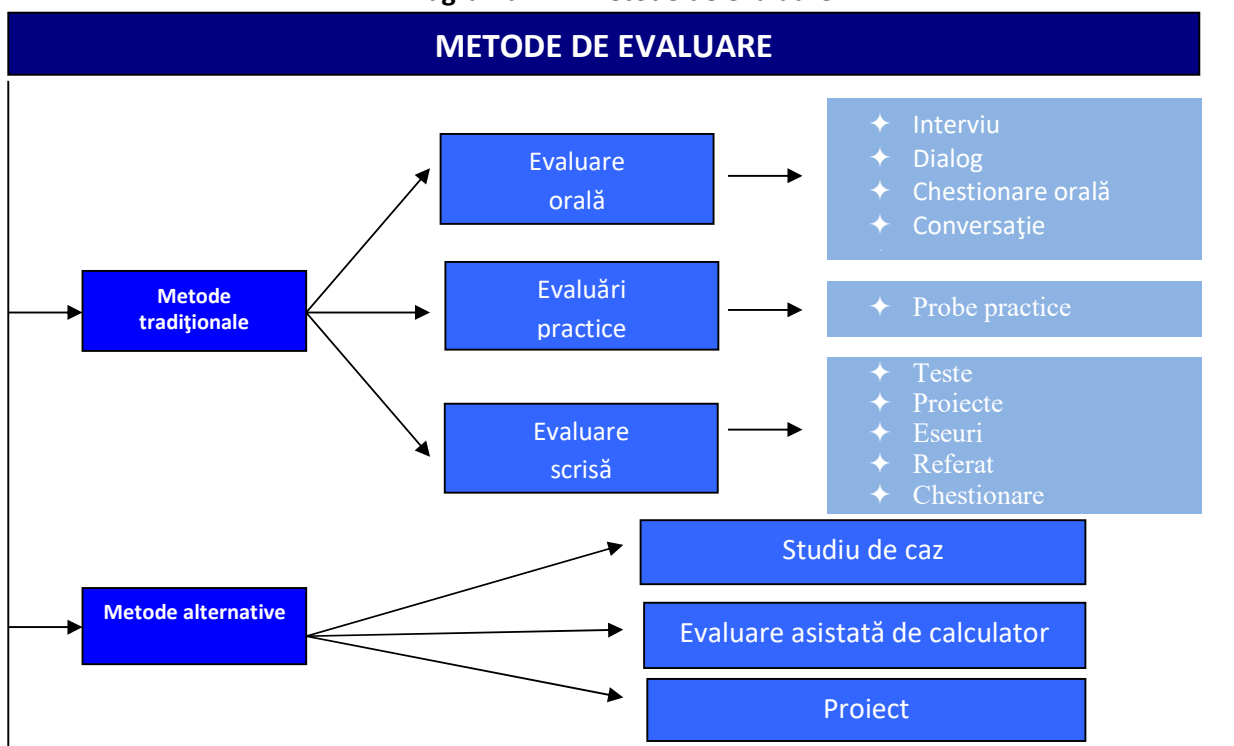 METODE DE EVALUARE
Evaluare
orală
Interviu
Dialog
Chestionare orală
Conversaţie
Metode
tradiţionale
Evaluări
practice
Probe practice
Evaluare
scrisă
Teste
Proiecte
Eseuri
Referat
Chestionare
Metode alternative
Studiu de caz
Evaluare asistată de calculator
Proiect